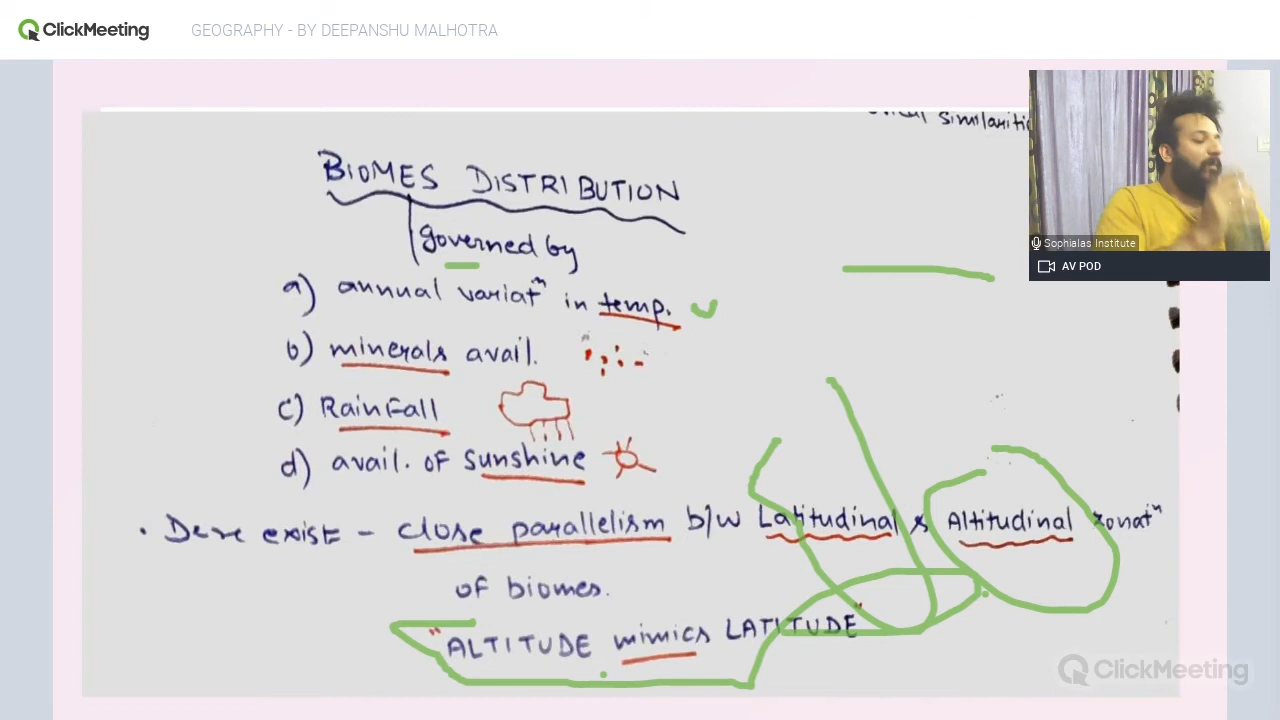 ClickMeeting
GEOGRAPHY - BY DEEPANSHU MALHOTRA
similarities
BIOMES DISTRIBUTION
governed by
a) annual variatⁿ in temp.
b) minerals avail.
c) RainFall
d) avail. of sunshine
Sophialas Institute
AV POD
• Dere exist - close parallelism b/w Latitudinal & Altitudinal zonatⁿ
of biomes.
"ALTITUDE mimics LATITUDE"
ClickMeeting